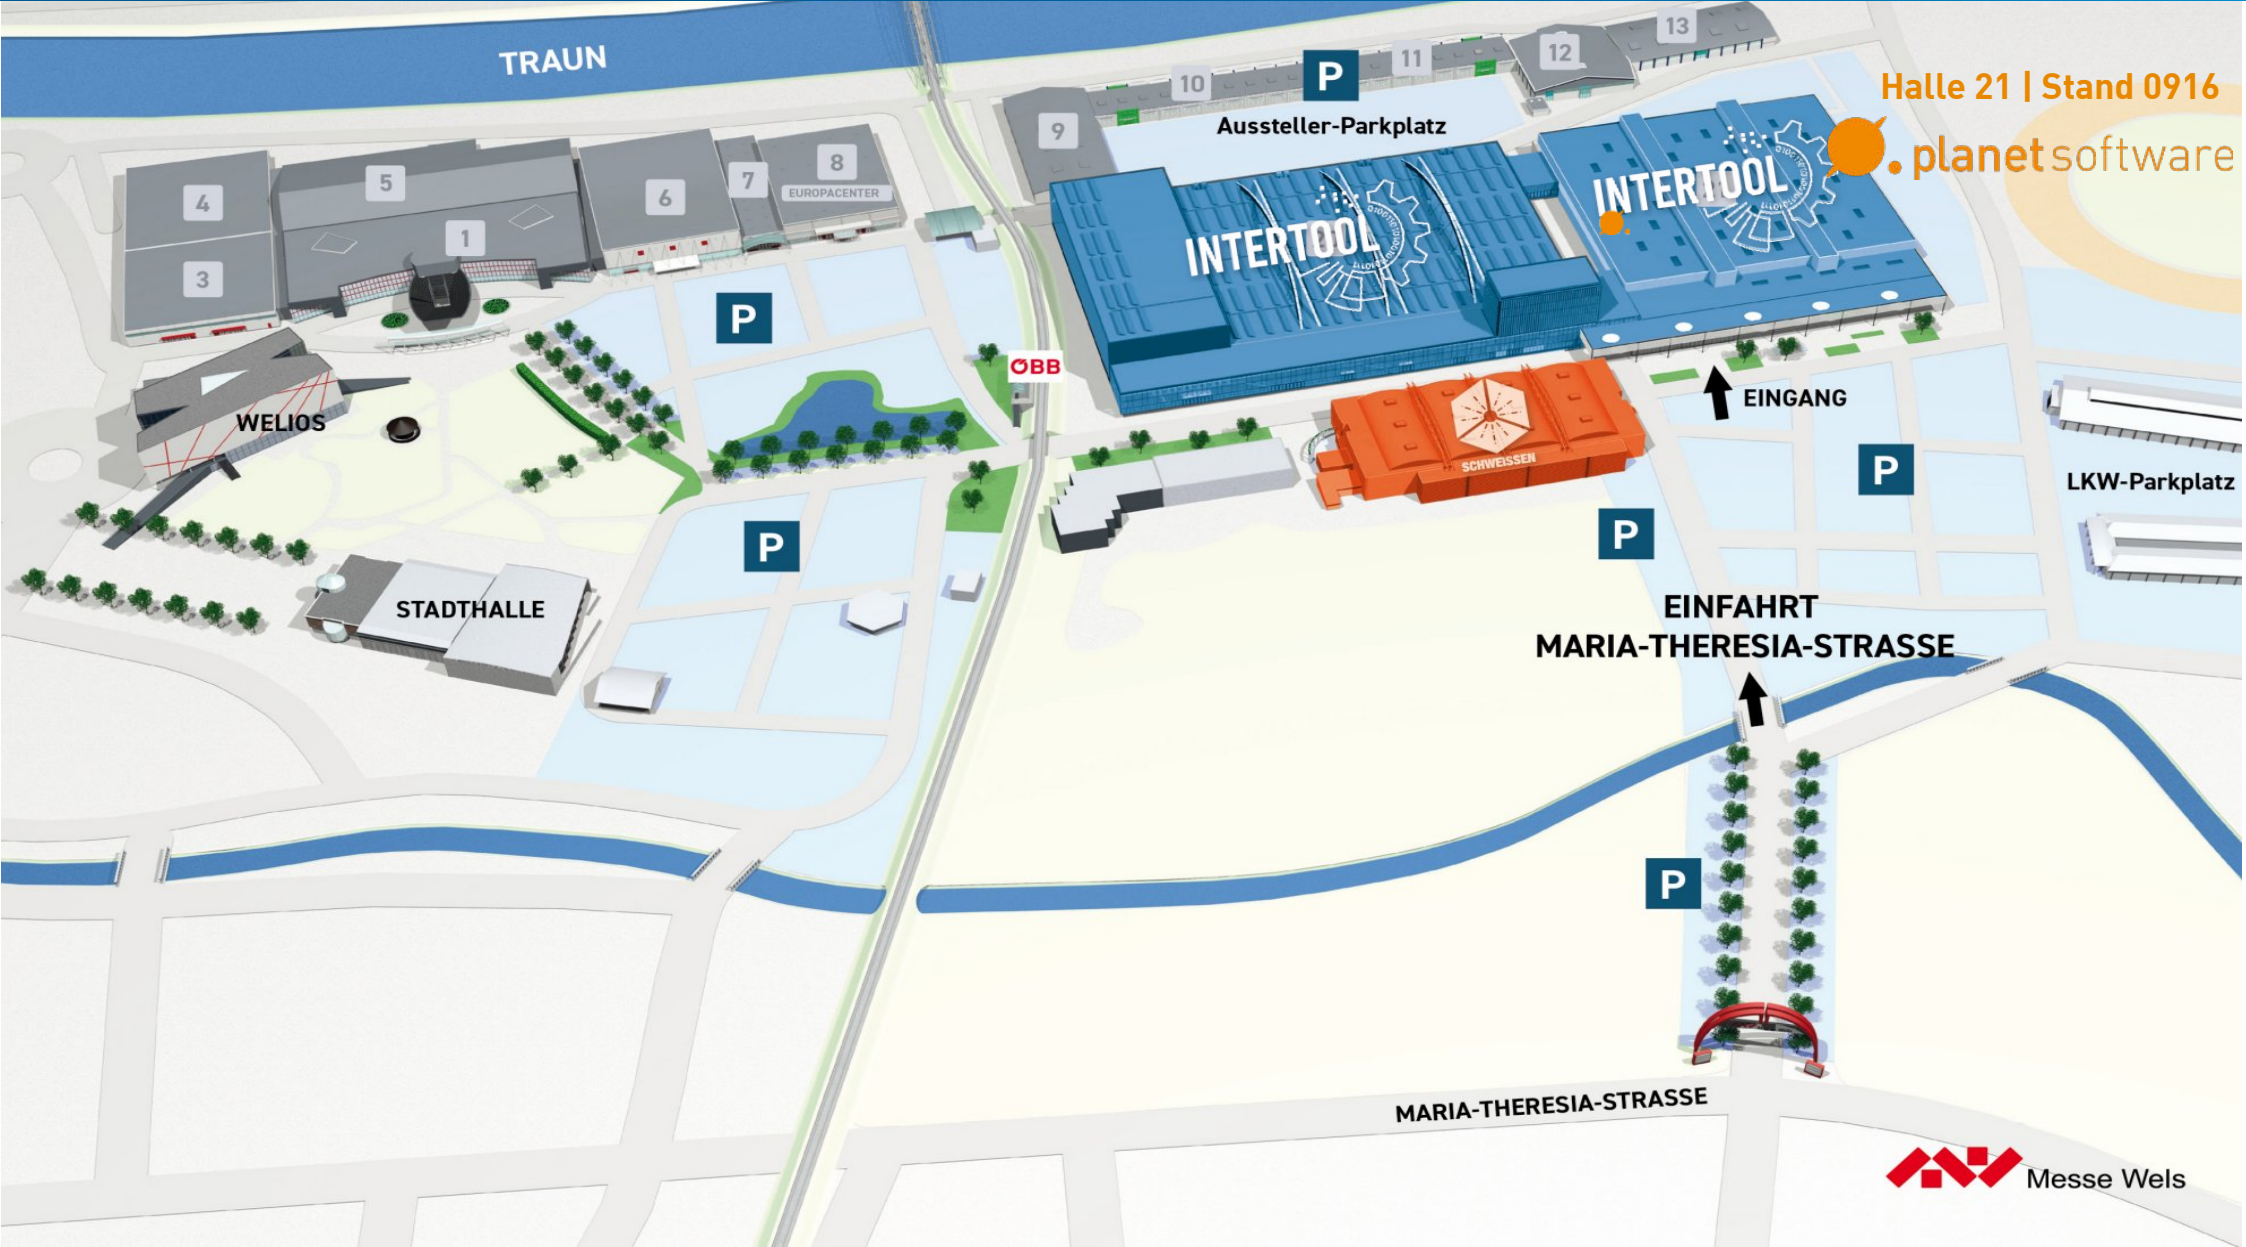 TRAUN
13
12
11
10
P
Aussteller-Parkplatz
9
Halle 21 | Stand 0916
planetsoftware
8
EUROPACENTER
7
6
5
4
1
3
INTERTOOL
INTERTOOL
P
ÖBB
EINGANG
WELIOS
SCHWEISSEN
P
LKW-Parkplatz
P
P
STADTHALLE
EINFAHRT
MARIA-THERESIA-STRASSE
P
MARIA-THERESIA-STRASSE
Messe Wels